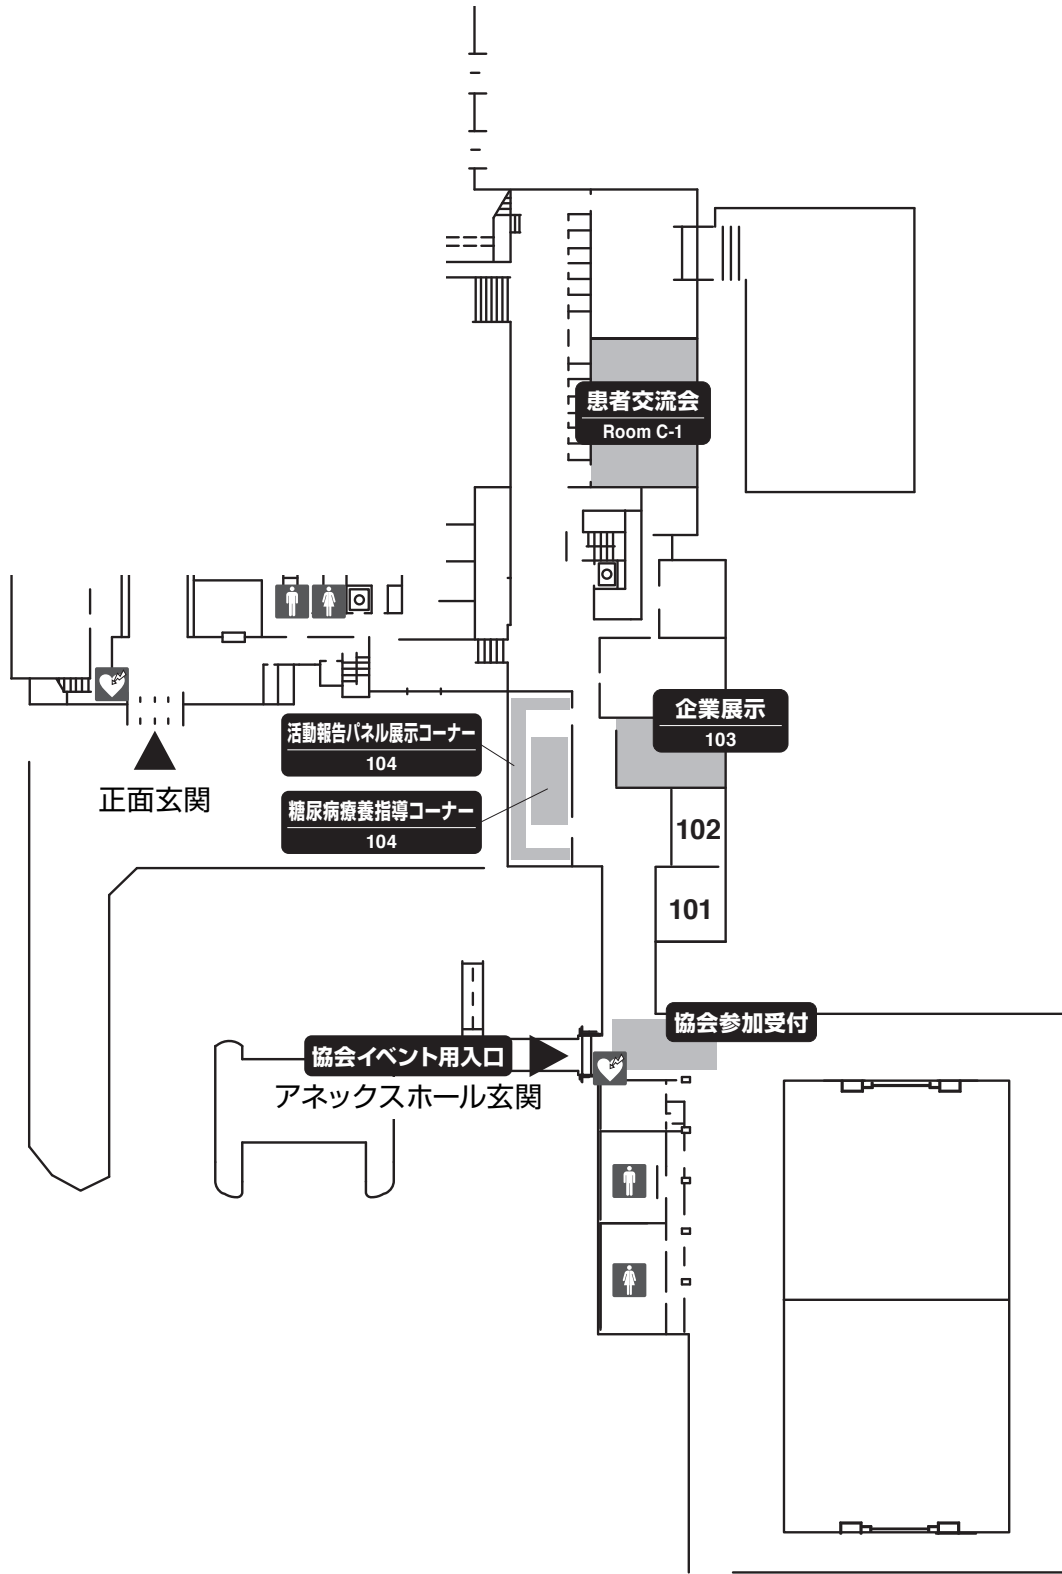 患者交流会
Room C-1
企業展示
103
活動報告パネル展示コーナー
104
正面玄関
糖尿病療養指導コーナー
104
102
101
協会参加受付
協会イベント用入口
アネックスホール玄関